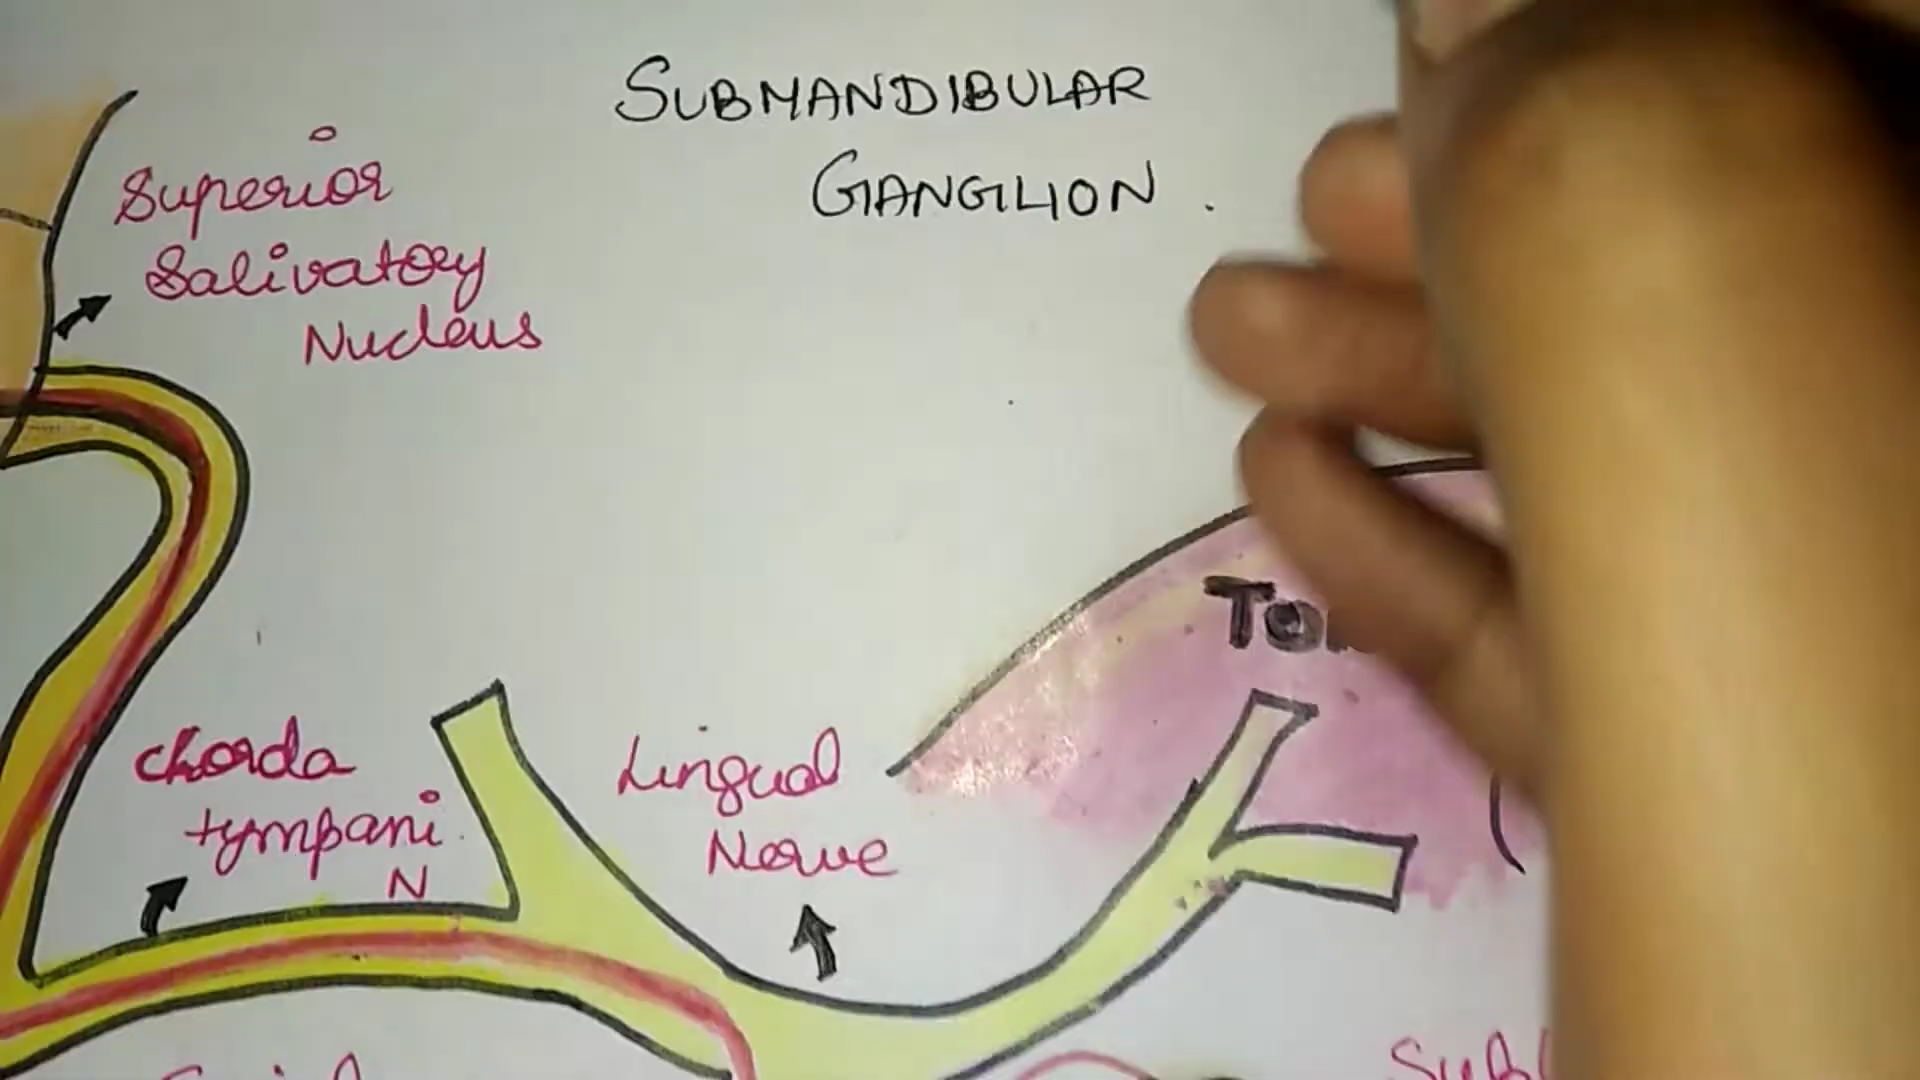 SUBMANDIBULAR
GANGLION .
Superior
Salivatory
Nucleus
Chorda
tympani
N
Lingual
Nerve